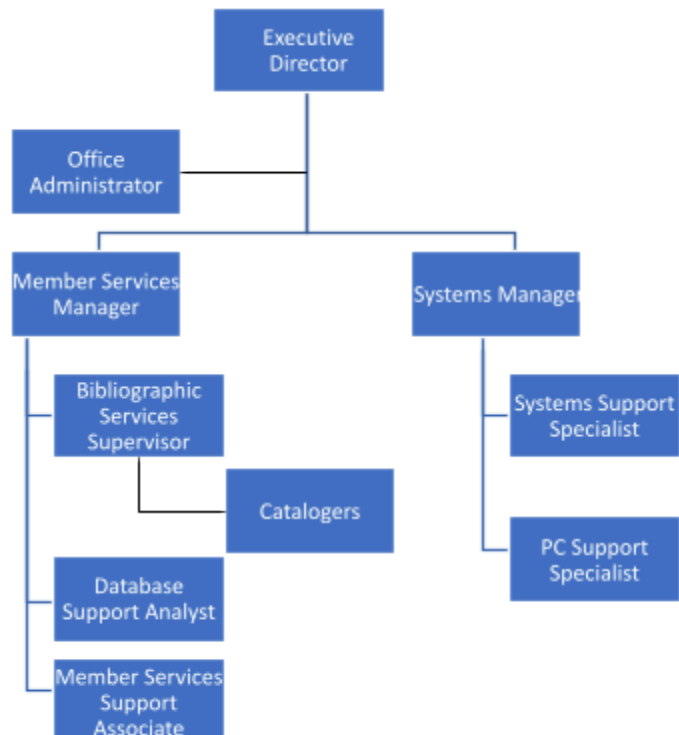 Executive
Director
Office
Administrator
Member Services
Manager
Systems Manager
Bibliographic
Services
Supervisor
Systems Support
Specialist
Catalogers
PC Support
Specialist
Database
Support Analyst
Member Services
Support
Associate